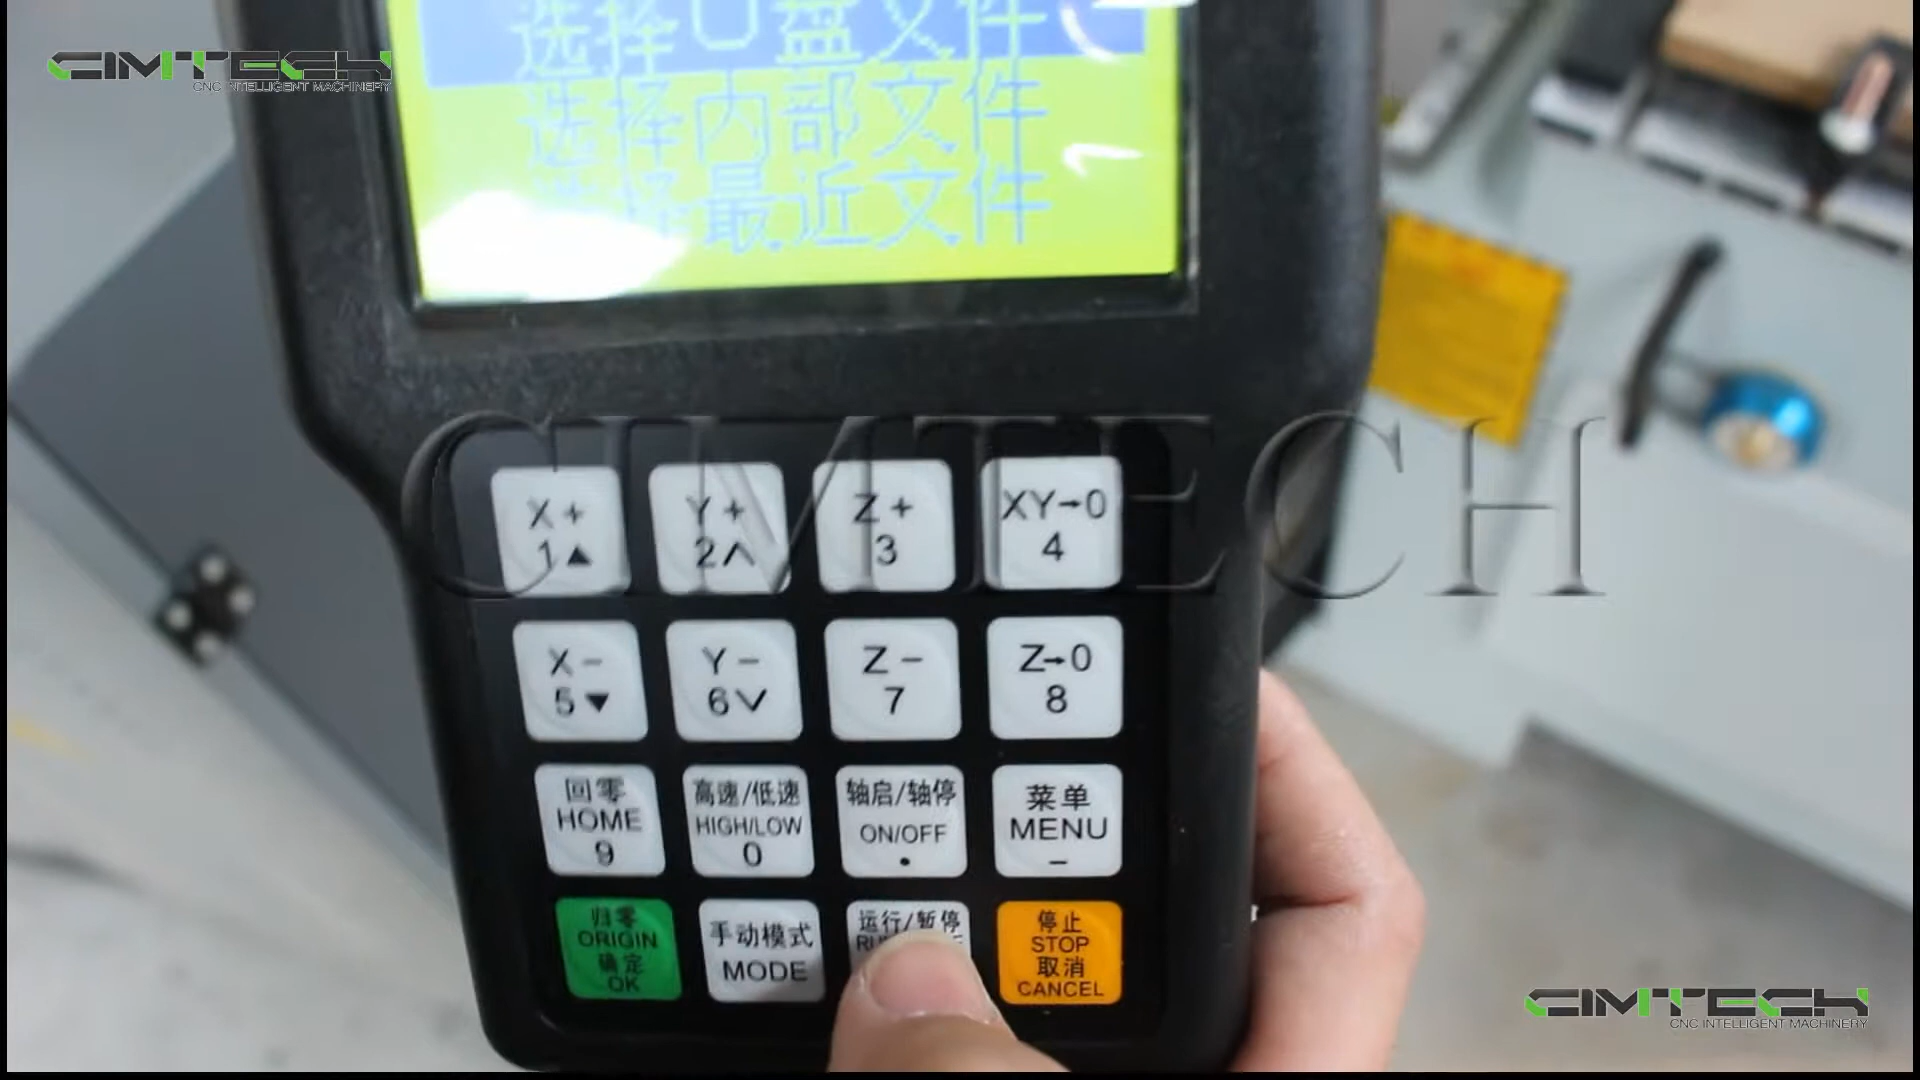 CIMTECH
CNC INTELLIGENT MACHINERY
选择U盘文件
选择内部文件
选择最近文件
CIMTECH
X+
1▲
Y+
2∧
Z+
3
XY→0
4
X-
5▼
Y-
6∨
Z-
7
Z→0
8
回零
HOME
9
高速/低速
HIGH/LOW
0
轴启/轴停
ON/OFF
•
菜单
MENU
-
归零
ORIGIN
确定
OK
手动模式
MODE
运行/暂停
停止
STOP
取消
CANCEL
CIMTECH
CNC INTELLIGENT MACHINERY